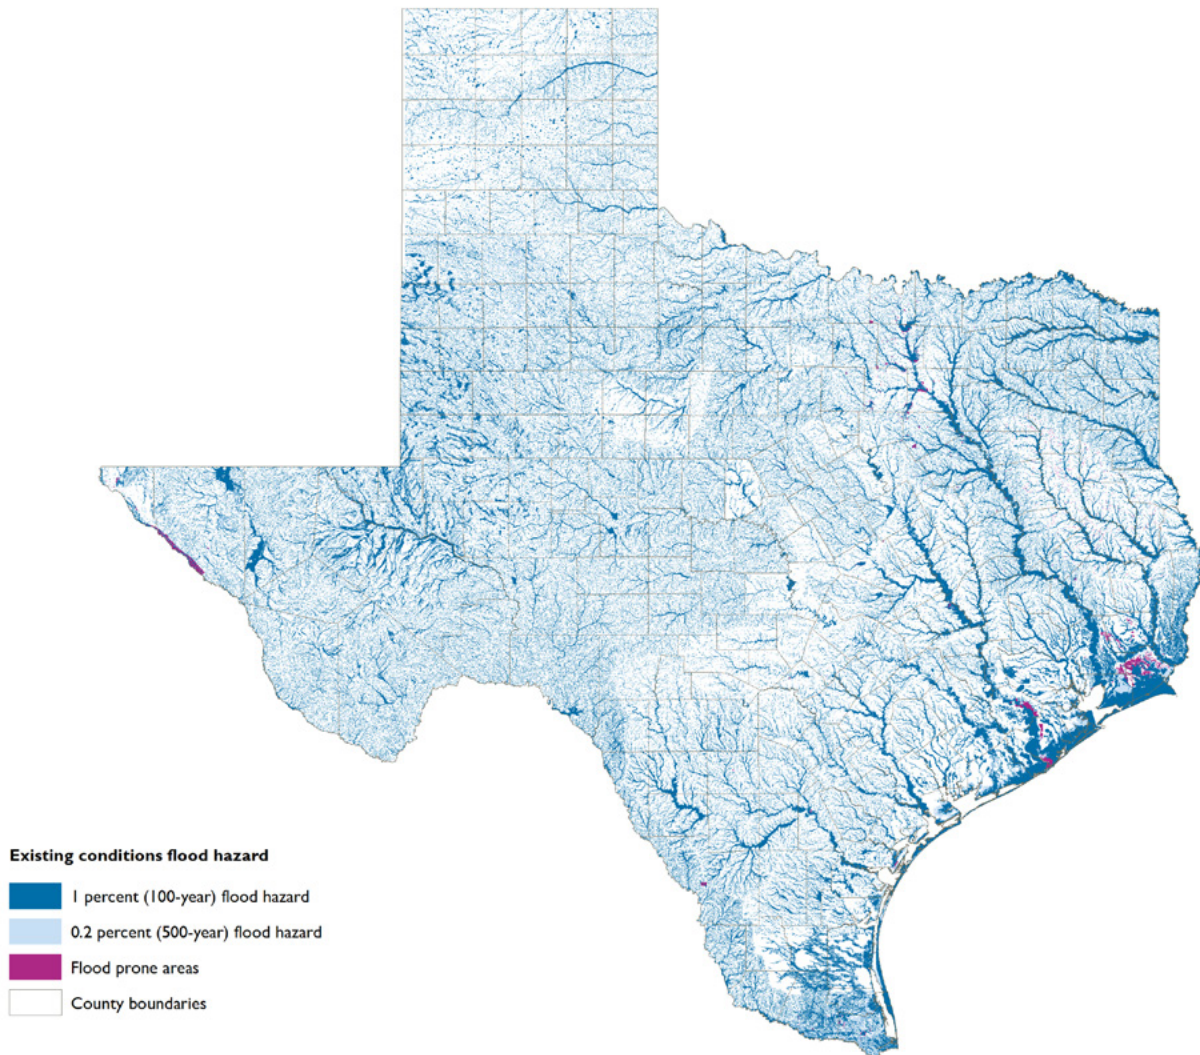 Existing conditions flood hazard
1 percent (100-year) flood hazard
0.2 percent (500-year) flood hazard
Flood prone areas
County boundaries